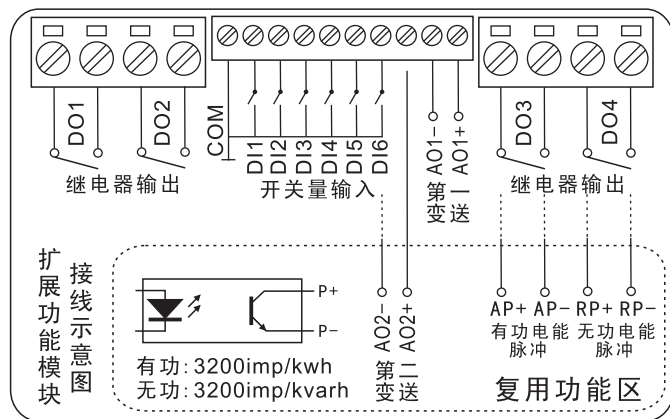 DO1
DO2
COM
DI1
DI2
DI3
DI4
DI5
DI6
AO1-
AO1+
DO3
DO4
继电器输出
开关量输入
第一
变送
继电器输出
扩展功能模块
接线示意图
P+
P-
有功: 3200imp/kwh
无功: 3200imp/kvarh
AO2-
AO2+
第二
变送
AP+ AP- RP+ RP-
有功电能 无功电能
脉冲 脉冲
复用功能区